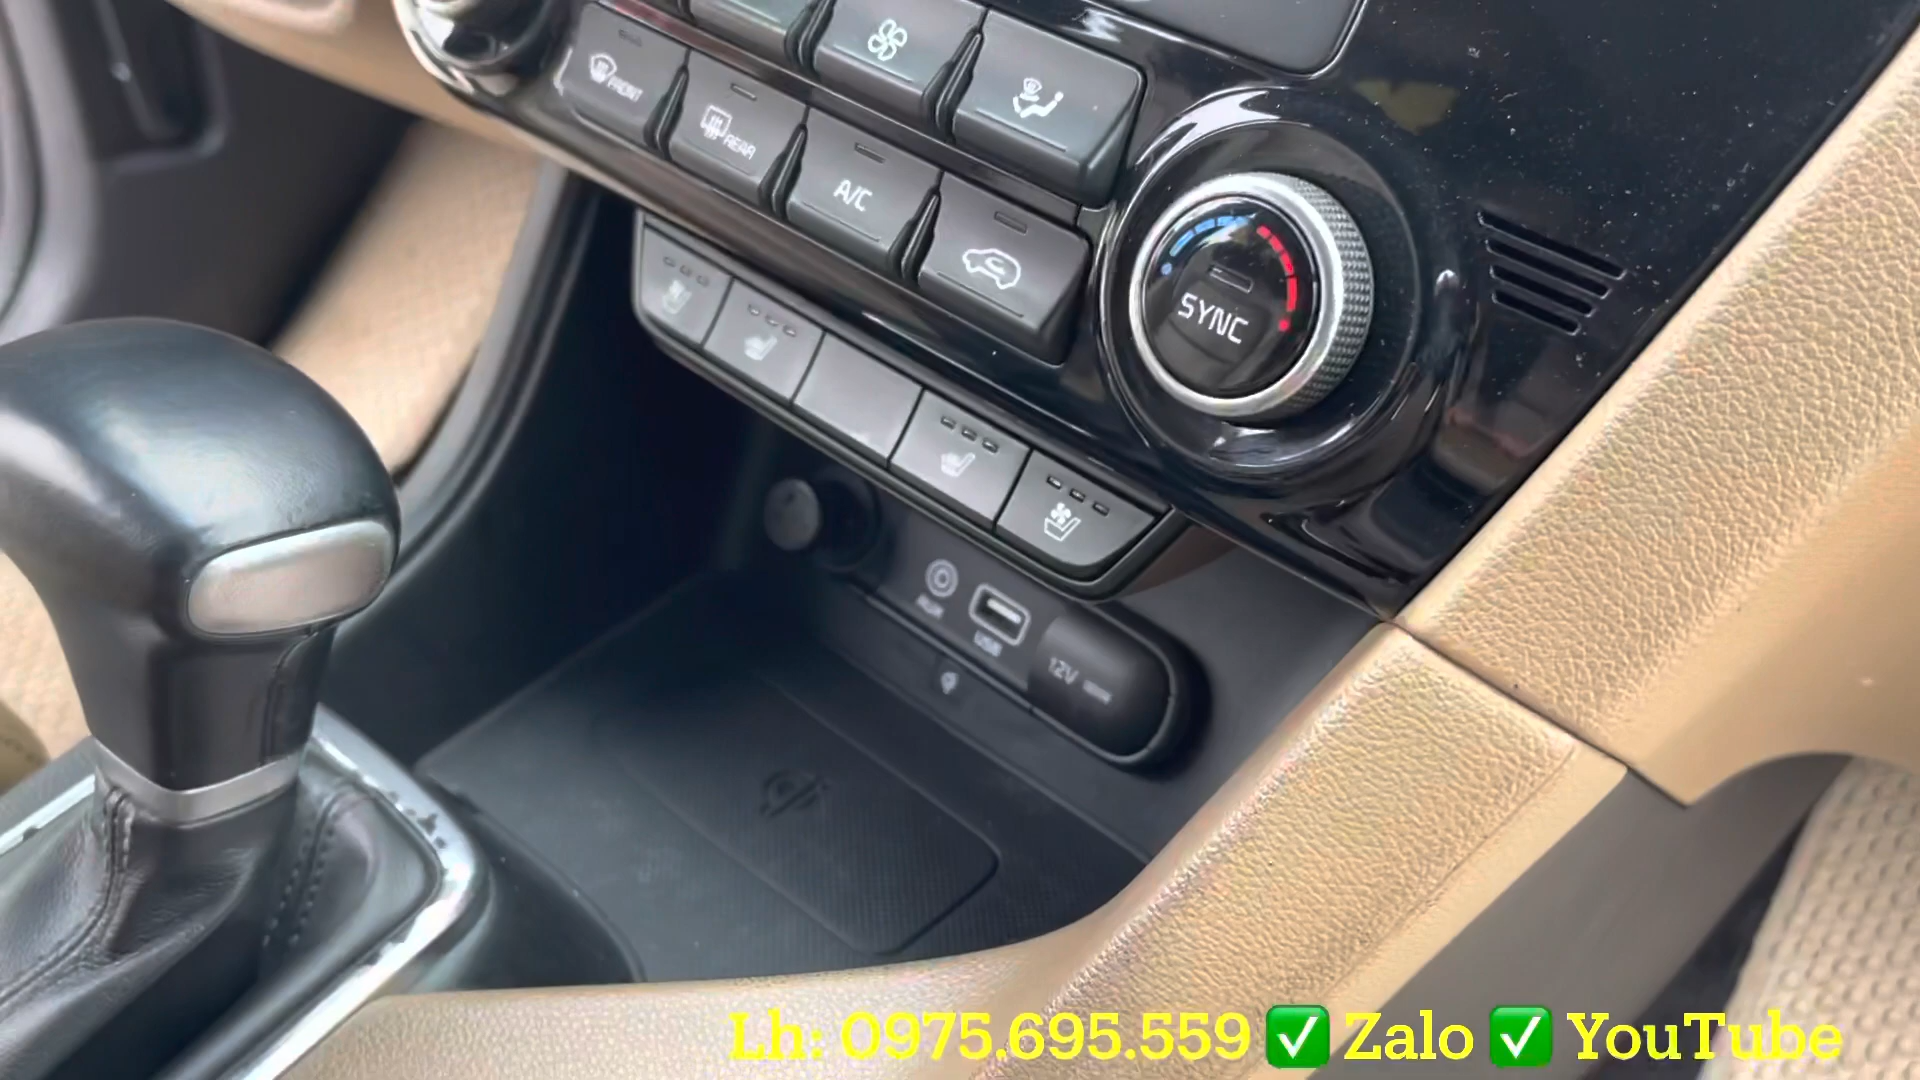 FRONT
REAR
A/C
SYNC
AUX
USB
12V
Lh: 0975.695.559 ✅ Zalo ✅ YouTube